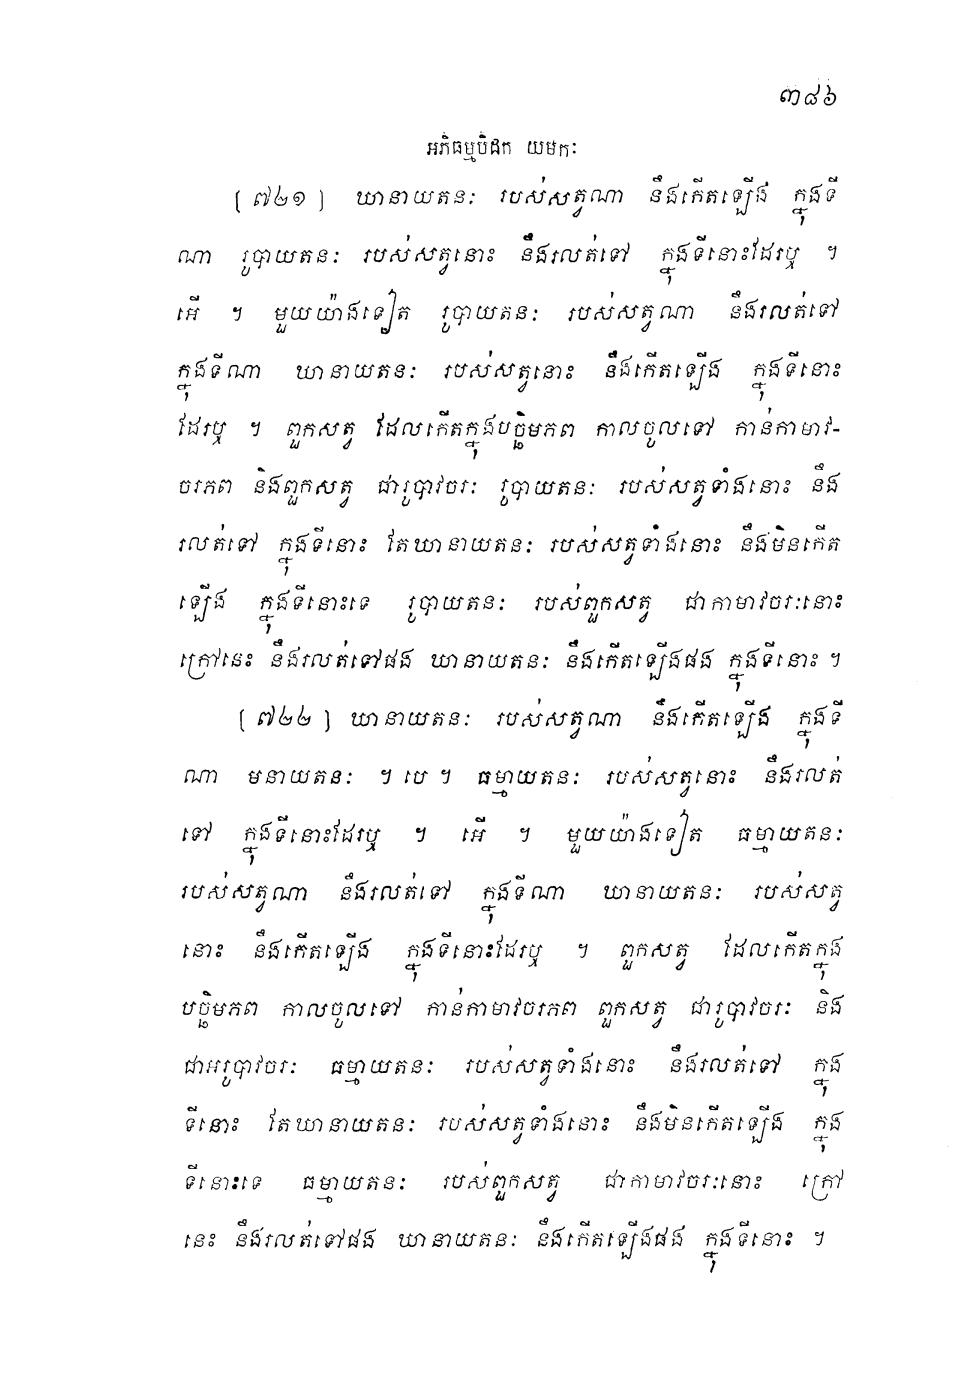 ៣៨៦
អភិធម្មបិដក យមកៈ
(៧២១) ឃានាយតនៈ របស់សត្វណា នឹងកើតឡើង ក្នុងទី
ណា រូបាយតនៈ របស់សត្វនោះ នឹងរលត់ទៅ ក្នុងទីនោះដែរឬ ។
អើ ។ មួយយ៉ាងទៀត រូបាយតនៈ របស់សត្វណា នឹងរលត់ទៅ
ក្នុងទីណា ឃានាយតនៈ របស់សត្វនោះ នឹងកើតឡើង ក្នុងទីនោះ
ដែរឬ ។ ពួកសត្វ ដែលកើតក្នុងបច្ឆិមភព កាលចូលទៅ កាន់កាមាវ-
ចរភព និងពួកសត្វ ជារូបាវចរៈ រូបាយតនៈ របស់សត្វទាំងនោះ នឹង
រលត់ទៅ ក្នុងទីនោះ តែឃានាយតនៈ របស់សត្វទាំងនោះ នឹងមិនកើត
ឡើង ក្នុងទីនោះទេ រូបាយតនៈ របស់ពួកសត្វ ជាកាមាវចរៈនោះ
ក្រៅនេះ នឹងរលត់ទៅផង ឃានាយតនៈ នឹងកើតឡើងផង ក្នុងទីនោះ ។
(៧២២) ឃានាយតនៈ របស់សត្វណា នឹងកើតឡើង ក្នុងទី
ណា មនាយតនៈ ។ បេ ។ ធម្មាយតនៈ របស់សត្វនោះ នឹងរលត់
ទៅ ក្នុងទីនោះដែរឬ ។ អើ ។ មួយយ៉ាងទៀត ធម្មាយតនៈ
របស់សត្វណា នឹងរលត់ទៅ ក្នុងទីណា ឃានាយតនៈ របស់សត្វ
នោះ នឹងកើតឡើង ក្នុងទីនោះដែរឬ ។ ពួកសត្វ ដែលកើតក្នុង
បច្ឆិមភព កាលចូលទៅ កាន់កាមាវចរភព ពួកសត្វ ជារូបាវចរៈ និង
ជាអរូបាវចរៈ ធម្មាយតនៈ របស់សត្វទាំងនោះ នឹងរលត់ទៅ ក្នុង
ទីនោះ តែឃានាយតនៈ របស់សត្វទាំងនោះ នឹងមិនកើតឡើង ក្នុង
ទីនោះទេ ធម្មាយតនៈ របស់ពួកសត្វ ជាកាមាវចរៈនោះ ក្រៅ
នេះ នឹងរលត់ទៅផង ឃានាយតនៈ នឹងកើតឡើងផង ក្នុងទីនោះ ។